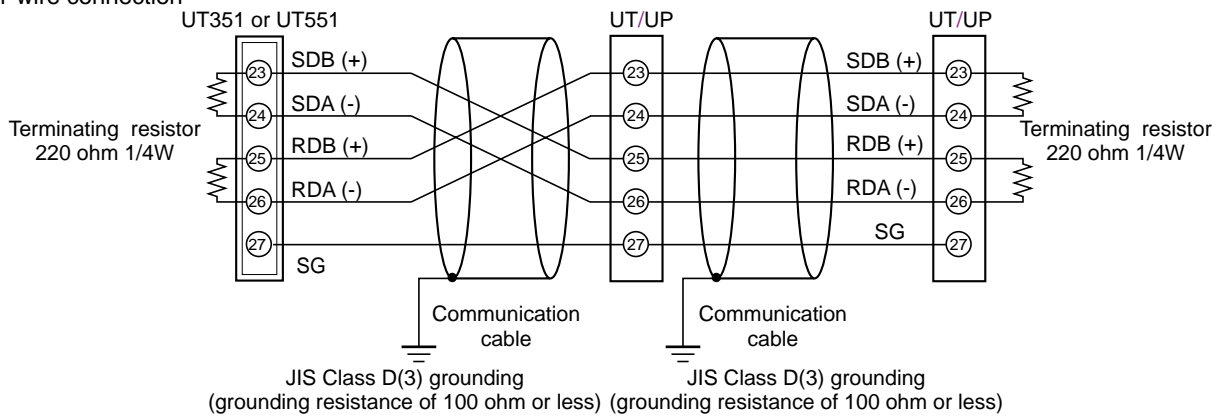 wire connection
UT351 or UT551
UT/UP
UT/UP
23 SDB (+) 23 SDB (+) 23
24 SDA (-) 24 SDA (-) 24
Terminating resistor
220 ohm 1/4W
Terminating resistor
220 ohm 1/4W
25 RDB (+) 25 RDB (+) 25
26 RDA (-) 26 RDA (-) 26
27 SG 27 SG 27
Communication
cable
Communication
cable
JIS Class D(3) grounding
(grounding resistance of 100 ohm or less)
JIS Class D(3) grounding
(grounding resistance of 100 ohm or less)